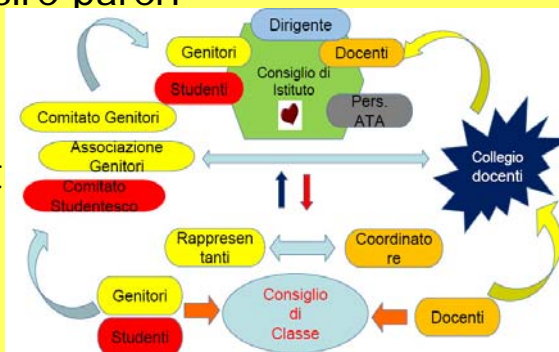 Dirigente
Genitori
Docenti
Consiglio di
Istituto
Studenti
Pers.
ATA
Comitato Genitori
Associazione
Genitori
Comitato
Studentesco
Collegio
docenti
Rappresen
tanti
Coordinato
re
Genitori
Studenti
Consiglio
di
Classe
Docenti